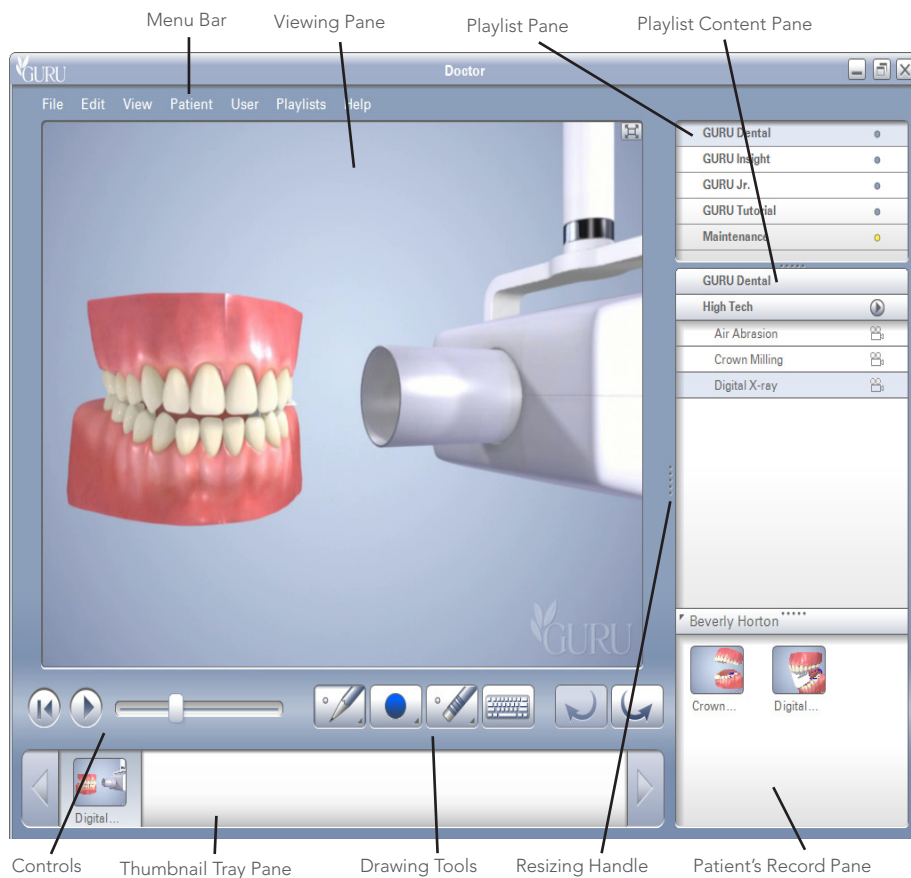 Menu Bar
Viewing Pane
Playlist Pane
Playlist Content Pane
GURU
Doctor
File Edit View Patient User Playlists Help
GURU Dental
GURU Insight
GURU Jr.
GURU Tutorial
Maintenance
GURU Dental
High Tech
Air Abrasion
Crown Milling
Digital X-ray
GURU
Beverly Horton
Crown...
Digital...
Digital...
Controls
Thumbnail Tray Pane
Drawing Tools
Resizing Handle
Patient's Record Pane